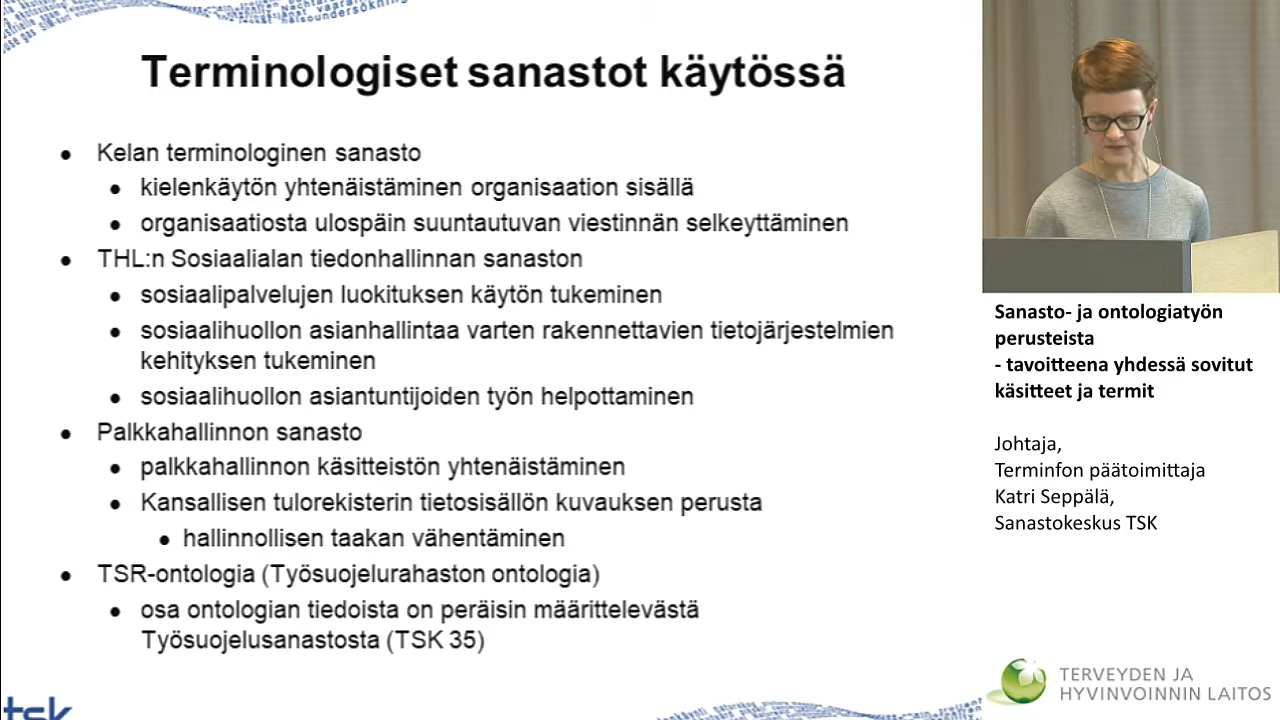 Terminologiset sanastot käytössä
• Kelan terminologinen sanasto
• kielenkäytön yhtenäistäminen organisaation sisällä
• organisaatiosta ulospäin suuntautuvan viestinnän selkeyttäminen
• THL:n Sosiaalialan tiedonhallinnan sanaston
• sosiaalipalvelujen luokituksen käytön tukeminen
• sosiaalihuollon asianhallintaa varten rakennettavien tietojärjestelmien
kehityksen tukeminen
• sosiaalihuollon asiantuntijoiden työn helpottaminen
• Palkkahallinnon sanasto
• palkkahallinnon käsitteistön yhtenäistäminen
• Kansallisen tulorekisterin tietosisällön kuvauksen perusta
• hallinnollisen taakan vähentäminen
• TSR-ontologia (Työsuojelurahaston ontologia)
• osa ontologian tiedoista on peräisin määrittelevästä
Työsuojelusanastosta (TSK 35)
tsk
Sanasto- ja ontologiatyön
perusteista
- tavoitteena yhdessä sovitut
käsitteet ja termit
Johtaja,
Terminfon päätoimittaja
Katri Seppälä,
Sanastokeskus TSK
TERVEYDEN JA
HYVINVOINNIN LAITOS